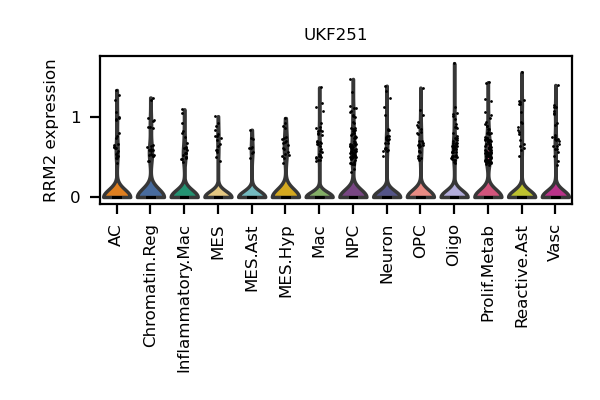 UKF251
RRM2 expression
1
0
AC
Chromatin.Reg
Inflammatory.Mac
MES
MES.Ast
MES.Hyp
Mac
NPC
Neuron
OPC
Oligo
Prolif.Metab
Reactive.Ast
Vasc